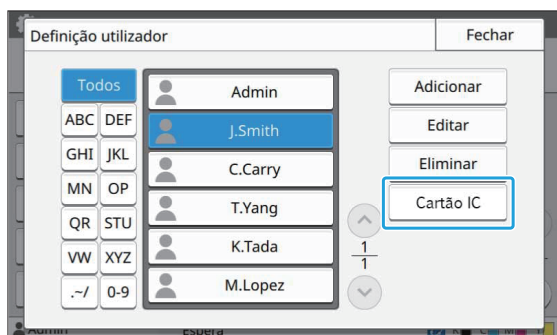 Definição utilizador
Fechar
Todos
ABC DEF
GHI JKL
MN OP
QR STU
VW XYZ
.~/ 0-9
Admin
J.Smith
C.Carry
T.Yang
K.Tada
M.Lopez
1
1
Adicionar
Editar
Eliminar
Cartão IC
Admin
Espera